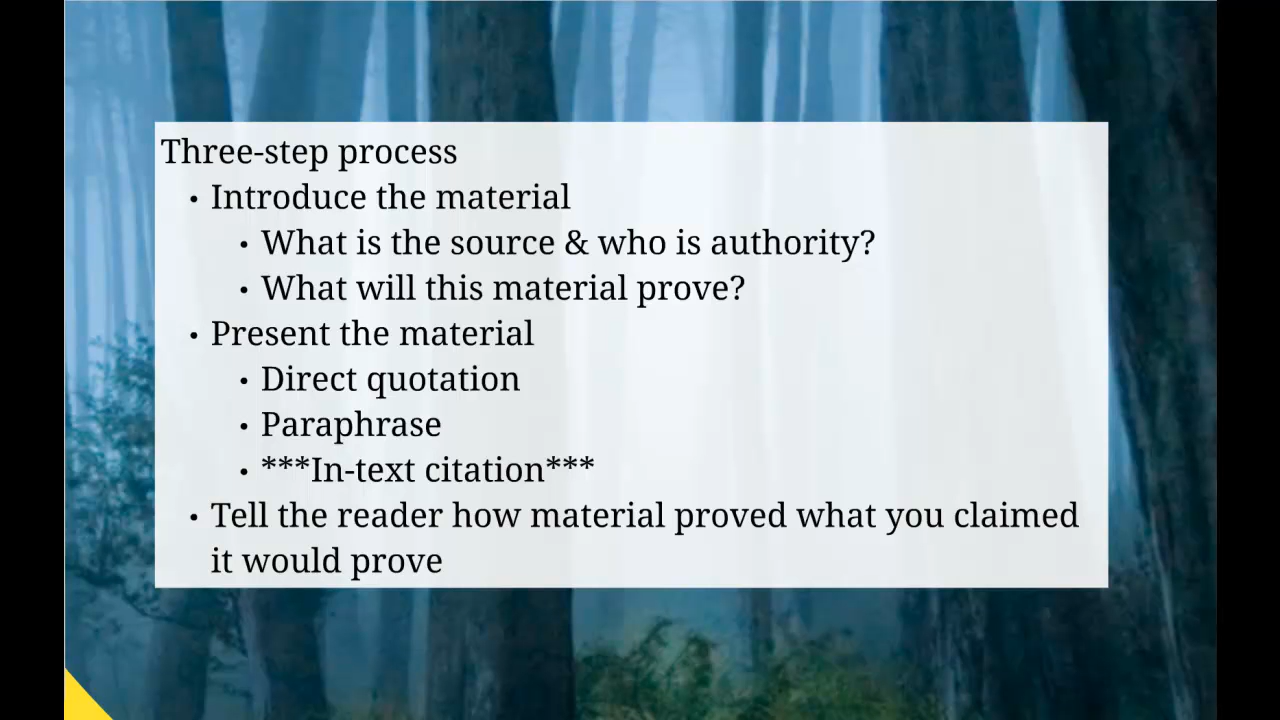 Three-step process
• Introduce the material
• What is the source & who is authority?
• What will this material prove?
• Present the material
• Direct quotation
• Paraphrase
• ***In-text citation***
• Tell the reader how material proved what you claimed
it would prove